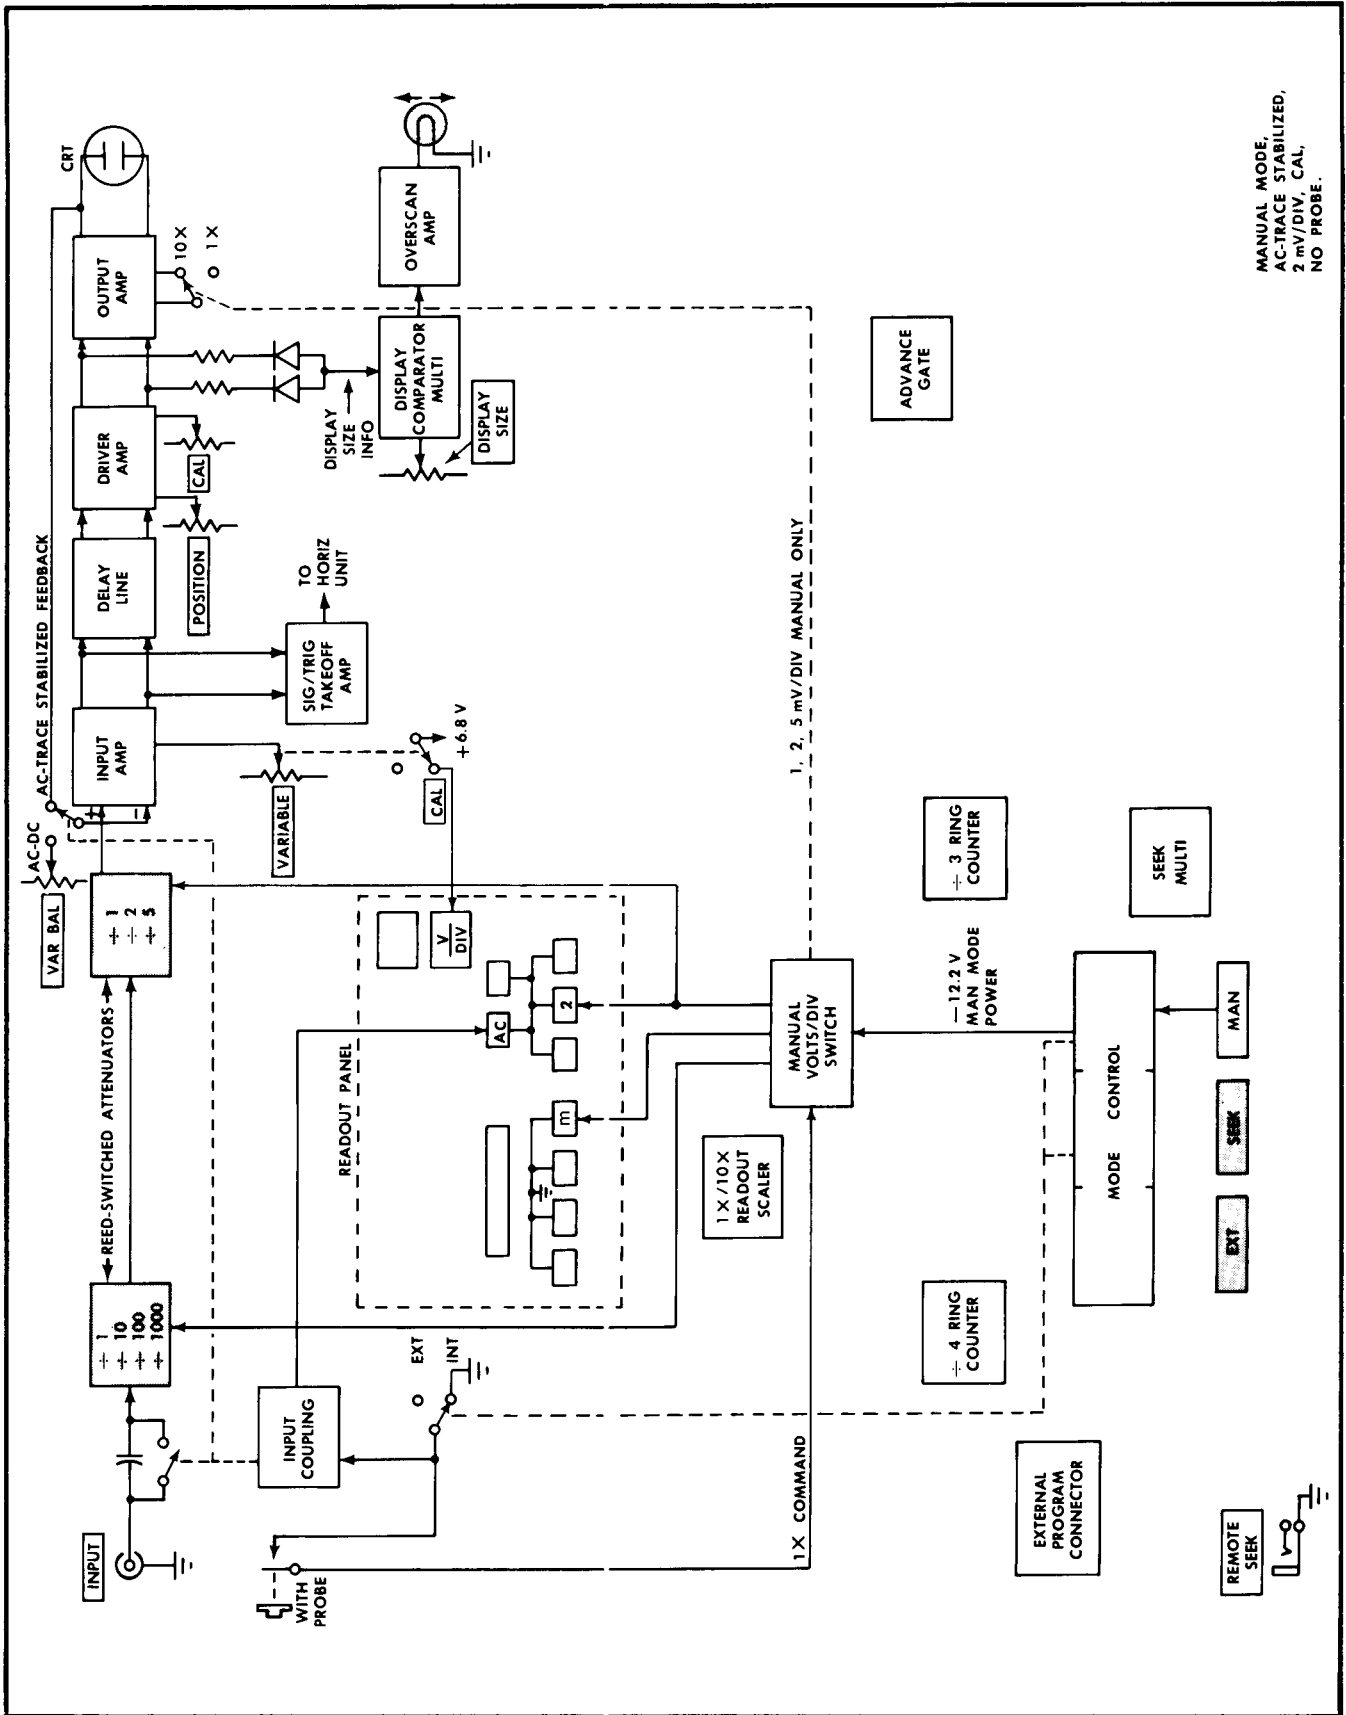 INPUT
÷ 1
÷ 10
÷ 100
÷ 1000
REED-SWITCHED ATTENUATORS
÷ 1
÷ 2
÷ 5
VAR BAL
AC-DC
AC-TRACE STABILIZED FEEDBACK
+
-
INPUT
AMP
DELAY
LINE
DRIVER
AMP
OUTPUT
AMP
CRT
10X
1X
POSITION
CAL
SIG/TRIG
TAKEOFF
AMP
TO
HORIZ
UNIT
DISPLAY
SIZE
INFO
DISPLAY
COMPARATOR
MULTI
DISPLAY
SIZE
OVERSCAN
AMP
VARIABLE
CAL
+6.8 V
WITH
PROBE
INPUT
COUPLING
EXT
INT
READOUT PANEL
AC
V
DIV
m
2
1X COMMAND
1X/10X
READOUT
SCALER
MANUAL
VOLTS/DIV
SWITCH
1, 2, 5 mV/DIV MANUAL ONLY
-12.2 V
MAN MODE
POWER
÷ 4 RING
COUNTER
÷ 3 RING
COUNTER
ADVANCE
GATE
EXTERNAL
PROGRAM
CONNECTOR
MODE CONTROL
SEEK
MULTI
REMOTE
SEEK
EXT
SEEK
MAN
MANUAL MODE,
AC-TRACE STABILIZED,
2 mV/DIV, CAL,
NO PROBE.